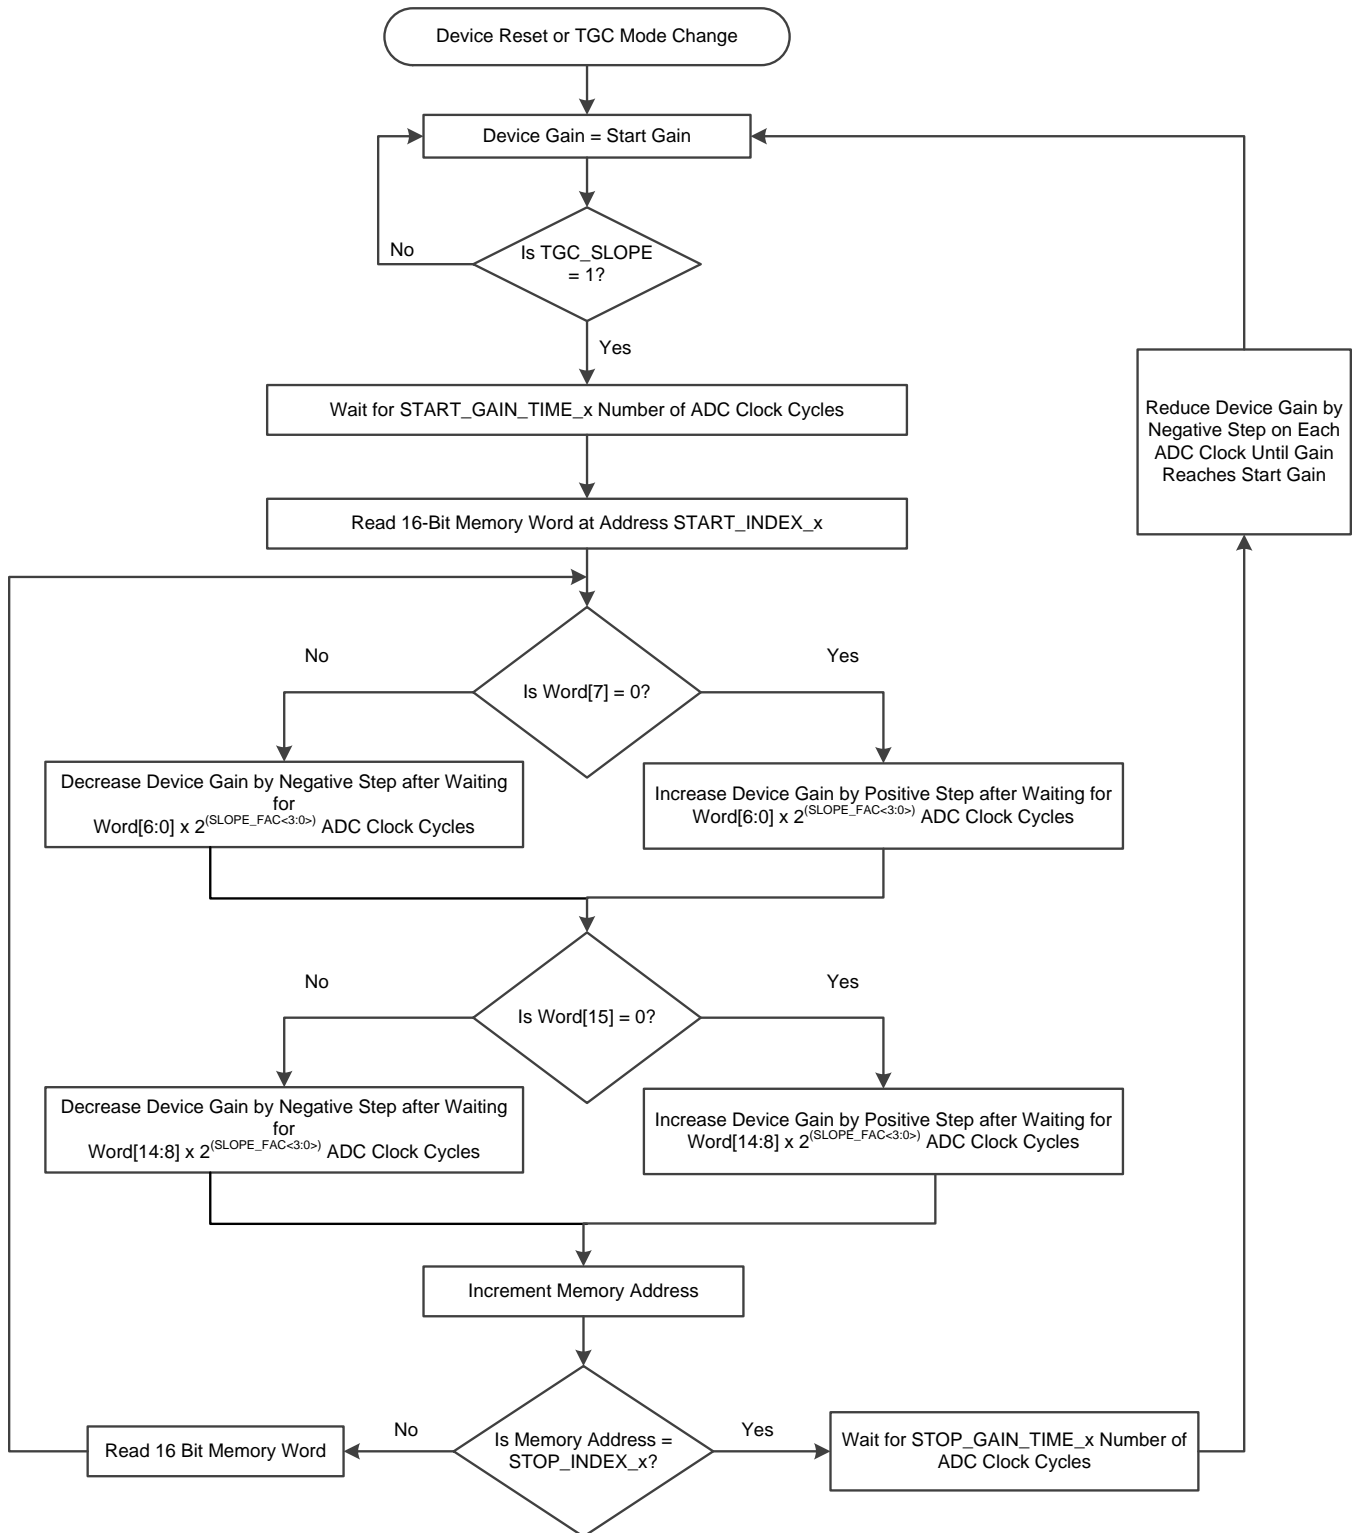 Device Reset or TGC Mode Change
Device Gain = Start Gain
No
Is TGC_SLOPE
= 1?
Yes
Wait for START_GAIN_TIME_x Number of ADC Clock Cycles
Reduce Device Gain by
Negative Step on Each
ADC Clock Until Gain
Reaches Start Gain
Read 16-Bit Memory Word at Address START_INDEX_x
No
Yes
Is Word[7] = 0?
Decrease Device Gain by Negative Step after Waiting
for
Word[6:0] x 2^(SLOPE_FAC<3:0>) ADC Clock Cycles
Increase Device Gain by Positive Step after Waiting for
Word[6:0] x 2^(SLOPE_FAC<3:0>) ADC Clock Cycles
No
Yes
Is Word[15] = 0?
Decrease Device Gain by Negative Step after Waiting
for
Word[14:8] x 2^(SLOPE_FAC<3:0>) ADC Clock Cycles
Increase Device Gain by Positive Step after Waiting for
Word[14:8] x 2^(SLOPE_FAC<3:0>) ADC Clock Cycles
Increment Memory Address
No
Yes
Read 16 Bit Memory Word
Is Memory Address =
STOP_INDEX_x?
Wait for STOP_GAIN_TIME_x Number of
ADC Clock Cycles